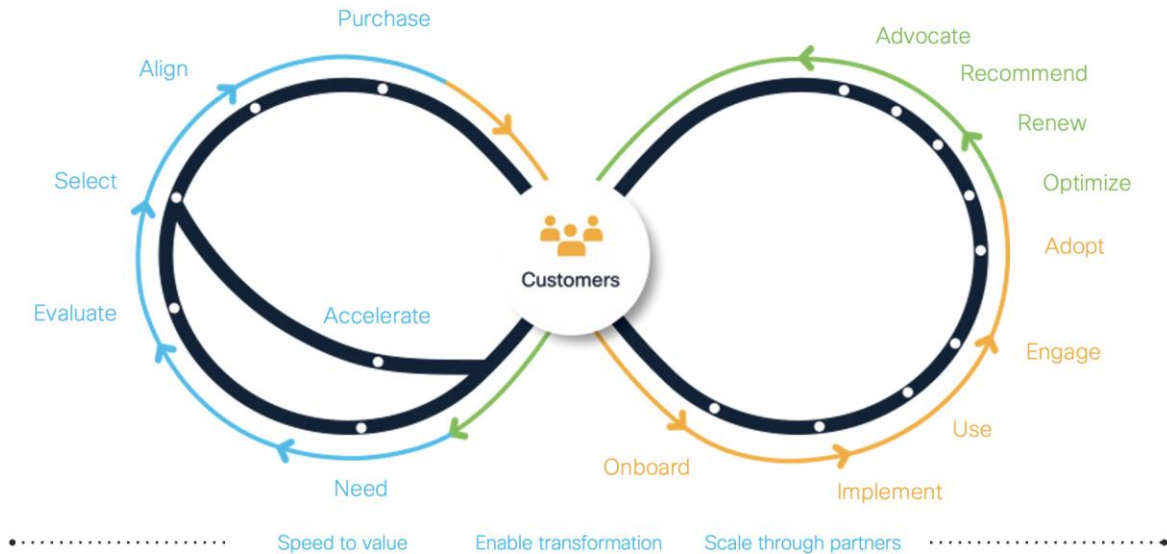 Purchase
Advocate
Align
Recommend
Renew
Select
Optimize
Adopt
Customers
Evaluate
Accelerate
Engage
Use
Onboard
Need
Implement
Speed to value
Enable transformation
Scale through partners